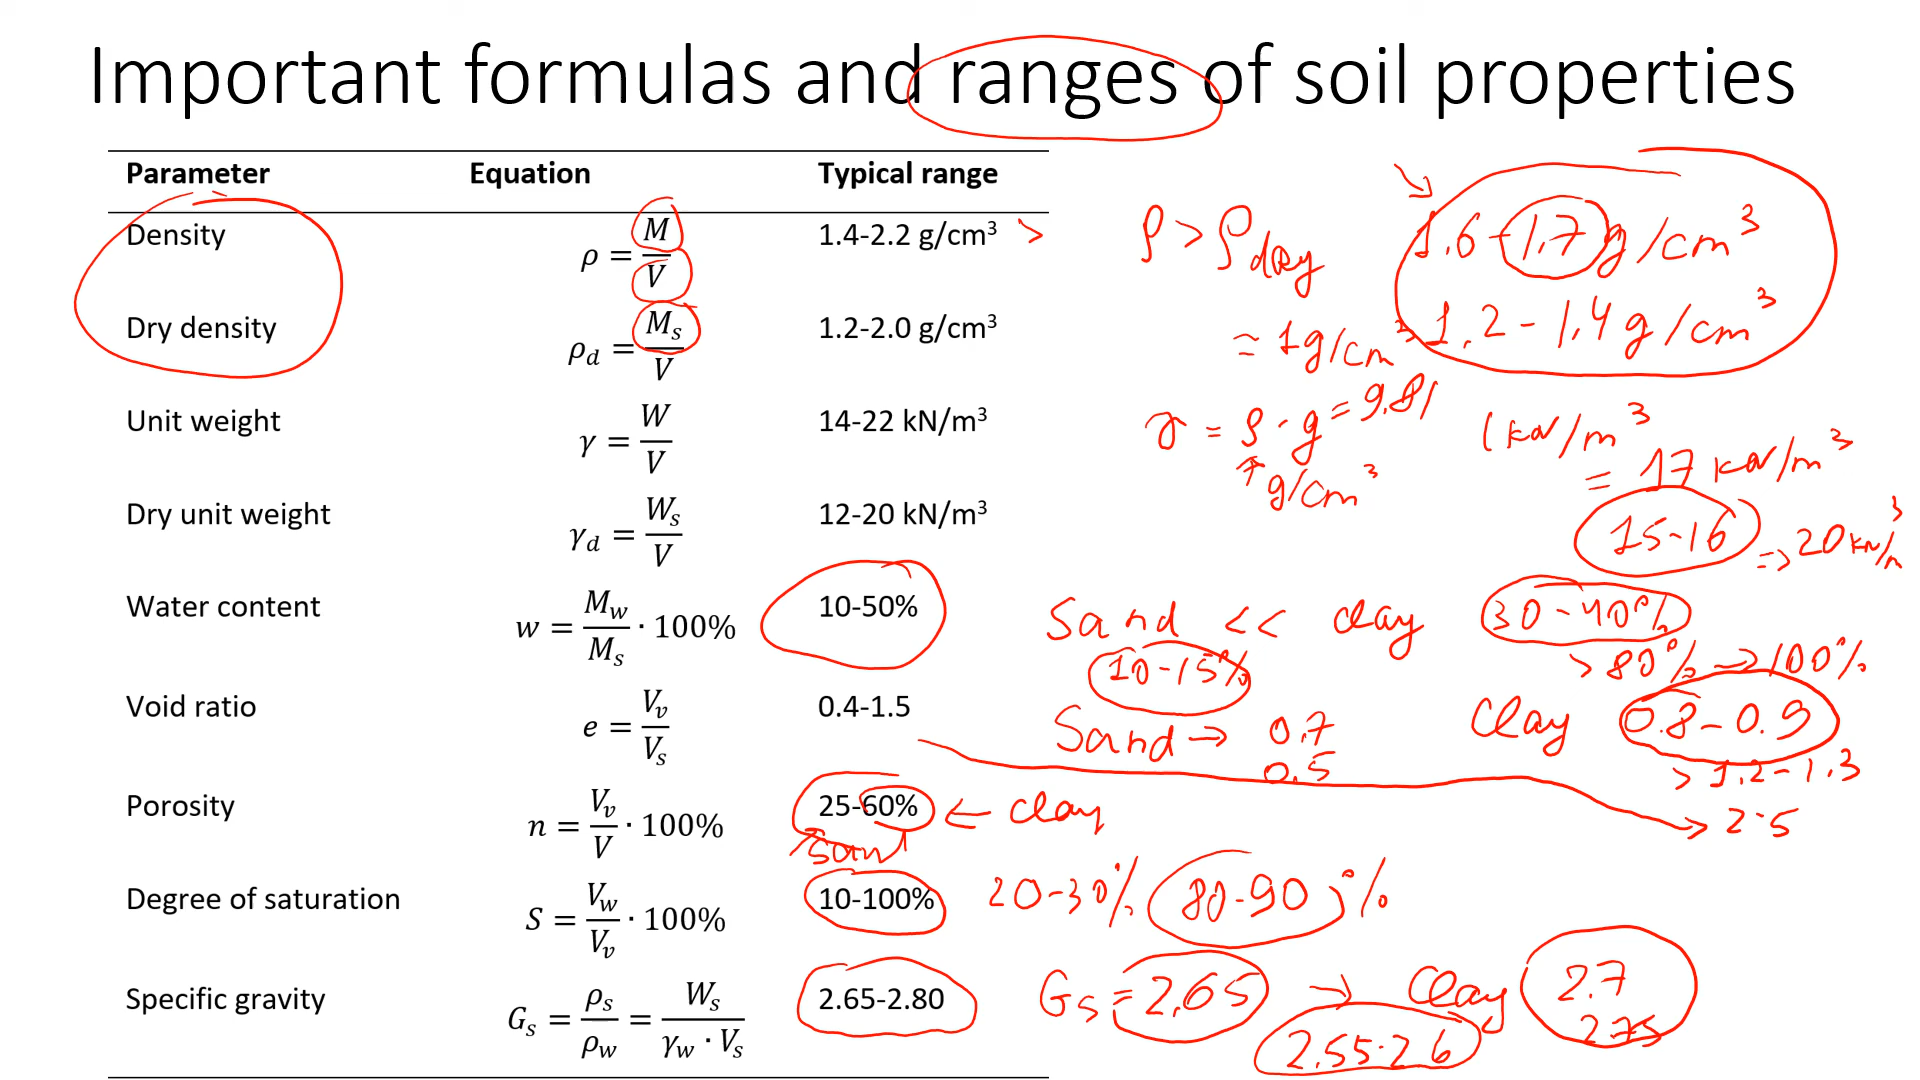 Important formulas and ranges of soil properties
Parameter Equation Typical range
Density ρ = M/V 1.4-2.2 g/cm³ > ρ > ρ dry 1.6-1.7 g/cm³
Dry density ρd = Ms/V 1.2-2.0 g/cm³ = 1g/cm³ 1.2-1.4 g/cm³
Unit weight γ = W/V 14-22 kN/m³ γ = ρ · g = 9.81 1 kN/m³
g/cm³ = 17 kN/m³
Dry unit weight γd = Ws/V 12-20 kN/m³ 15-16 => 20 kN/m³
Water content w = Mw/Ms · 100% 10-50% Sand << clay 30-40%
10-15% > 80% → 100%
Void ratio e = Vv/Vs 0.4-1.5 Sand → 0.7 Clay 0.8-0.9
0.5 > 1.2-1.3
Porosity n = Vv/V · 100% 25-60% ← clay → 2.5
sand
Degree of saturation S = Vw/Vv · 100% 10-100% 20-30% 80-90%
Specific gravity Gs = ρs/ρw = Ws/γw · Vs 2.65-2.80 Gs = 2.65 → Clay 2.7
2.55-2.6 2.75